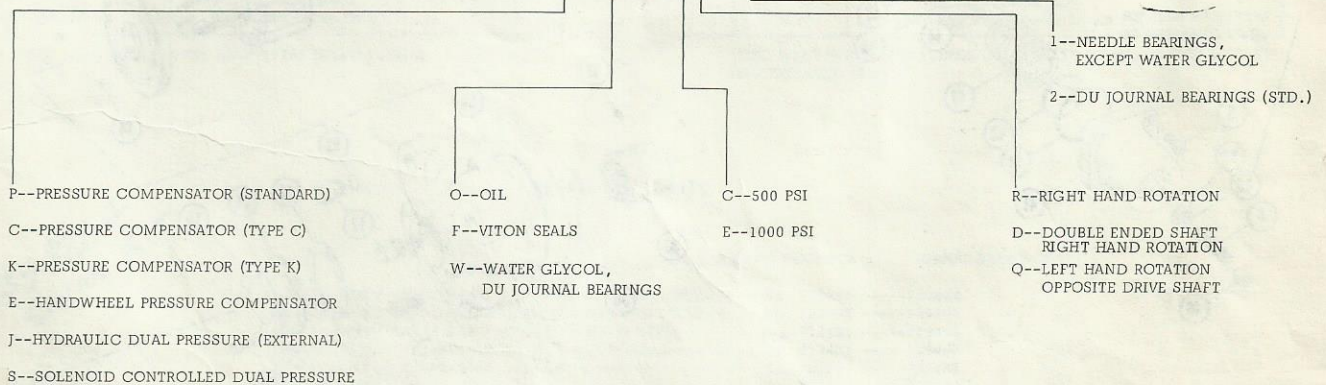 1--NEEDLE BEARINGS,
EXCEPT WATER GLYCOL
2--DU JOURNAL BEARINGS (STD.)
P--PRESSURE COMPENSATOR (STANDARD)
C--PRESSURE COMPENSATOR (TYPE C)
K--PRESSURE COMPENSATOR (TYPE K)
E--HANDWHEEL PRESSURE COMPENSATOR
J--HYDRAULIC DUAL PRESSURE (EXTERNAL)
S--SOLENOID CONTROLLED DUAL PRESSURE
O--OIL
F--VITON SEALS
W--WATER GLYCOL,
DU JOURNAL BEARINGS
C--500 PSI
E--1000 PSI
R--RIGHT HAND ROTATION
D--DOUBLE ENDED SHAFT
RIGHT HAND ROTATION
Q--LEFT HAND ROTATION
OPPOSITE DRIVE SHAFT